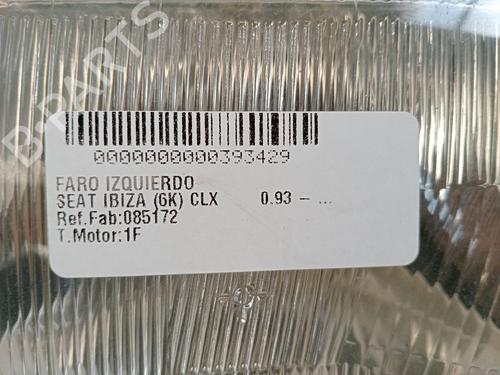 B-PARTS
0000000000393429
FARO IZQUIERDO
SEAT IBIZA (6K) CLX 0.93 - ...
Ref.Fab:085172
T.Motor:1F